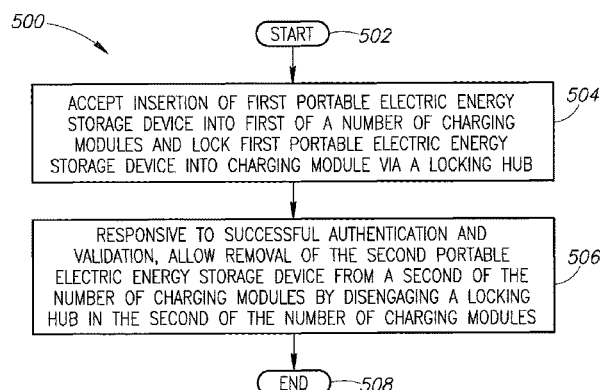 500
START
502
ACCEPT INSERTION OF FIRST PORTABLE ELECTRIC ENERGY
STORAGE DEVICE INTO FIRST OF A NUMBER OF CHARGING
MODULES AND LOCK FIRST PORTABLE ELECTRIC ENERGY
STORAGE DEVICE INTO CHARGING MODULE VIA A LOCKING HUB
504
RESPONSIVE TO SUCCESSFUL AUTHENTICATION AND
VALIDATION, ALLOW REMOVAL OF THE SECOND PORTABLE
ELECTRIC ENERGY STORAGE DEVICE FROM A SECOND OF THE
NUMBER OF CHARGING MODULES BY DISENGAGING A LOCKING
HUB IN THE SECOND OF THE NUMBER OF CHARGING MODULES
506
END
508